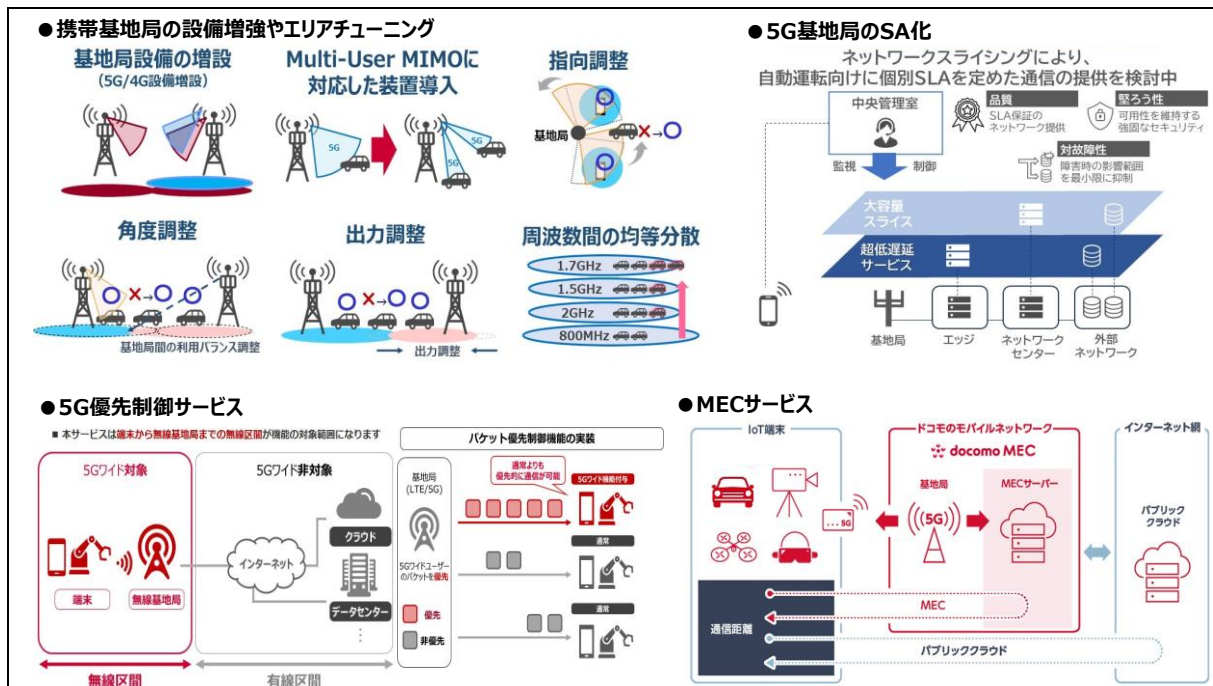 ●携帯基地局の設備増強やエリアチューニング
基地局設備の増設
(5G/4G設備増設)
Multi-User MIMOに
対応した装置導入
5G
5G
5G
指向調整
基地局
×→○
角度調整
○ ×→○ ○
基地局間の利用バランス調整
出力調整
○ ×→○ ○
出力調整
周波数間の均等分散
1.7GHz
1.5GHz
2GHz
800MHz
●5G基地局のSA化
ネットワークスライシングにより、
自動運転向けに個別SLAを定めた通信の提供を検討中
中央管理室
監視
制御
品質
SLA保証の
ネットワーク提供
堅ろう性
可用性を維持する
強固なセキュリティ
対故障性
障害時の影響範囲
を最小限に抑制
大容量
スライス
超低遅延
サービス
基地局
エッジ
ネットワーク
センター
外部
ネットワーク
●5G優先制御サービス
■ 本サービスは端末から無線基地局までの無線区間が機能の対象範囲になります
5Gワイド対象
端末
無線基地局
無線区間
5Gワイド非対象
インターネット
クラウド
データセンター
⋮
有線区間
パケット優先制御機能の実装
基地局
(LTE/5G)
5Gワイドユーザー
のパケットを優先
優先
非優先
通常よりも
優先的に通信が可能
5Gワイド機能付与
通常
通常
●MECサービス
IoT端末
...5G
通信距離
ドコモのモバイルネットワーク
docomo MEC
基地局
5G
MECサーバー
MEC
パブリッククラウド
インターネット網
パブリック
クラウド